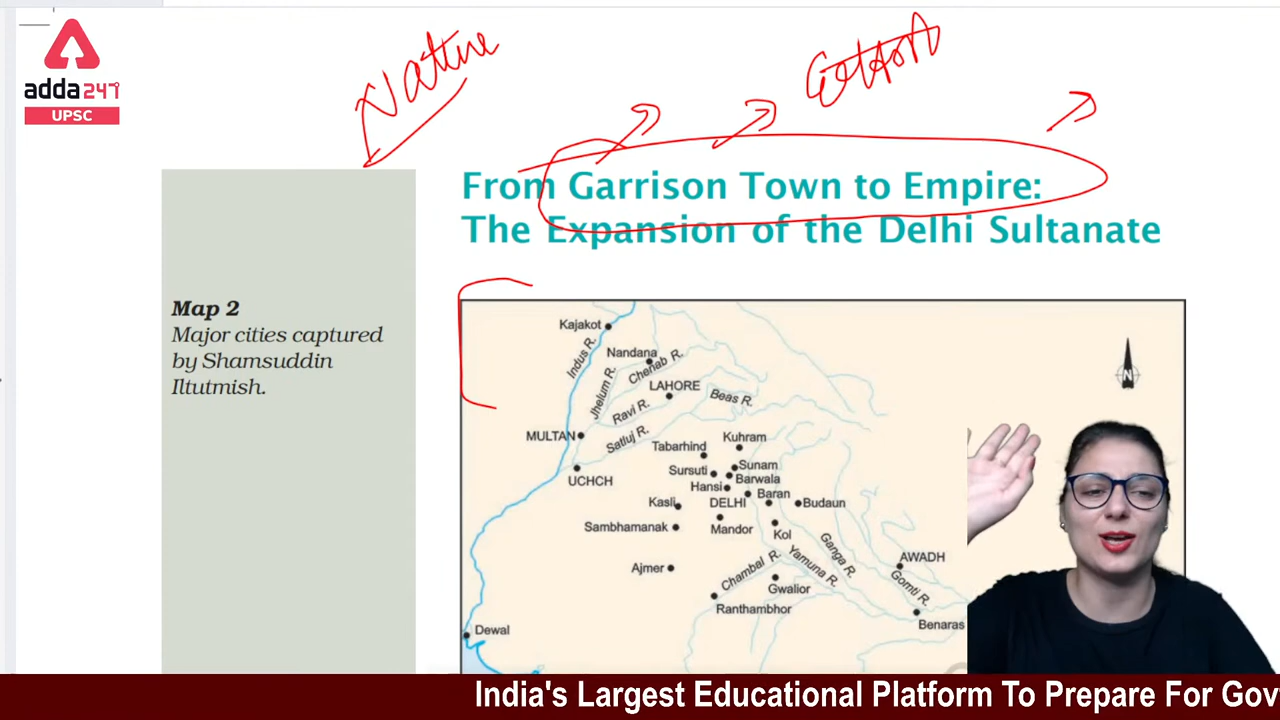 Native
adda247
UPSC
From Garrison Town to Empire:
The Expansion of the Delhi Sultanate
Map 2
Major cities captured
by Shamsuddin
Iltutmish.
Kajakot
Indus R.
Nandana
Chenab R.
Jhelum R.
LAHORE
Ravi R.
Beas R.
MULTAN
Satluj R.
Kuhram
Tabarhind
Sunam
Sursuti
Barwala
UCHCH
Hansi
Baran
Kasli
DELHI
Budaun
Sambhamanak
Mandor
Kol
Ganga R.
Yamuna R.
AWADH
Ajmer
Chambal R.
Gwalior
Gomti R.
Ranthambhor
Benaras
Dewal
N
India's Largest Educational Platform To Prepare For Gov